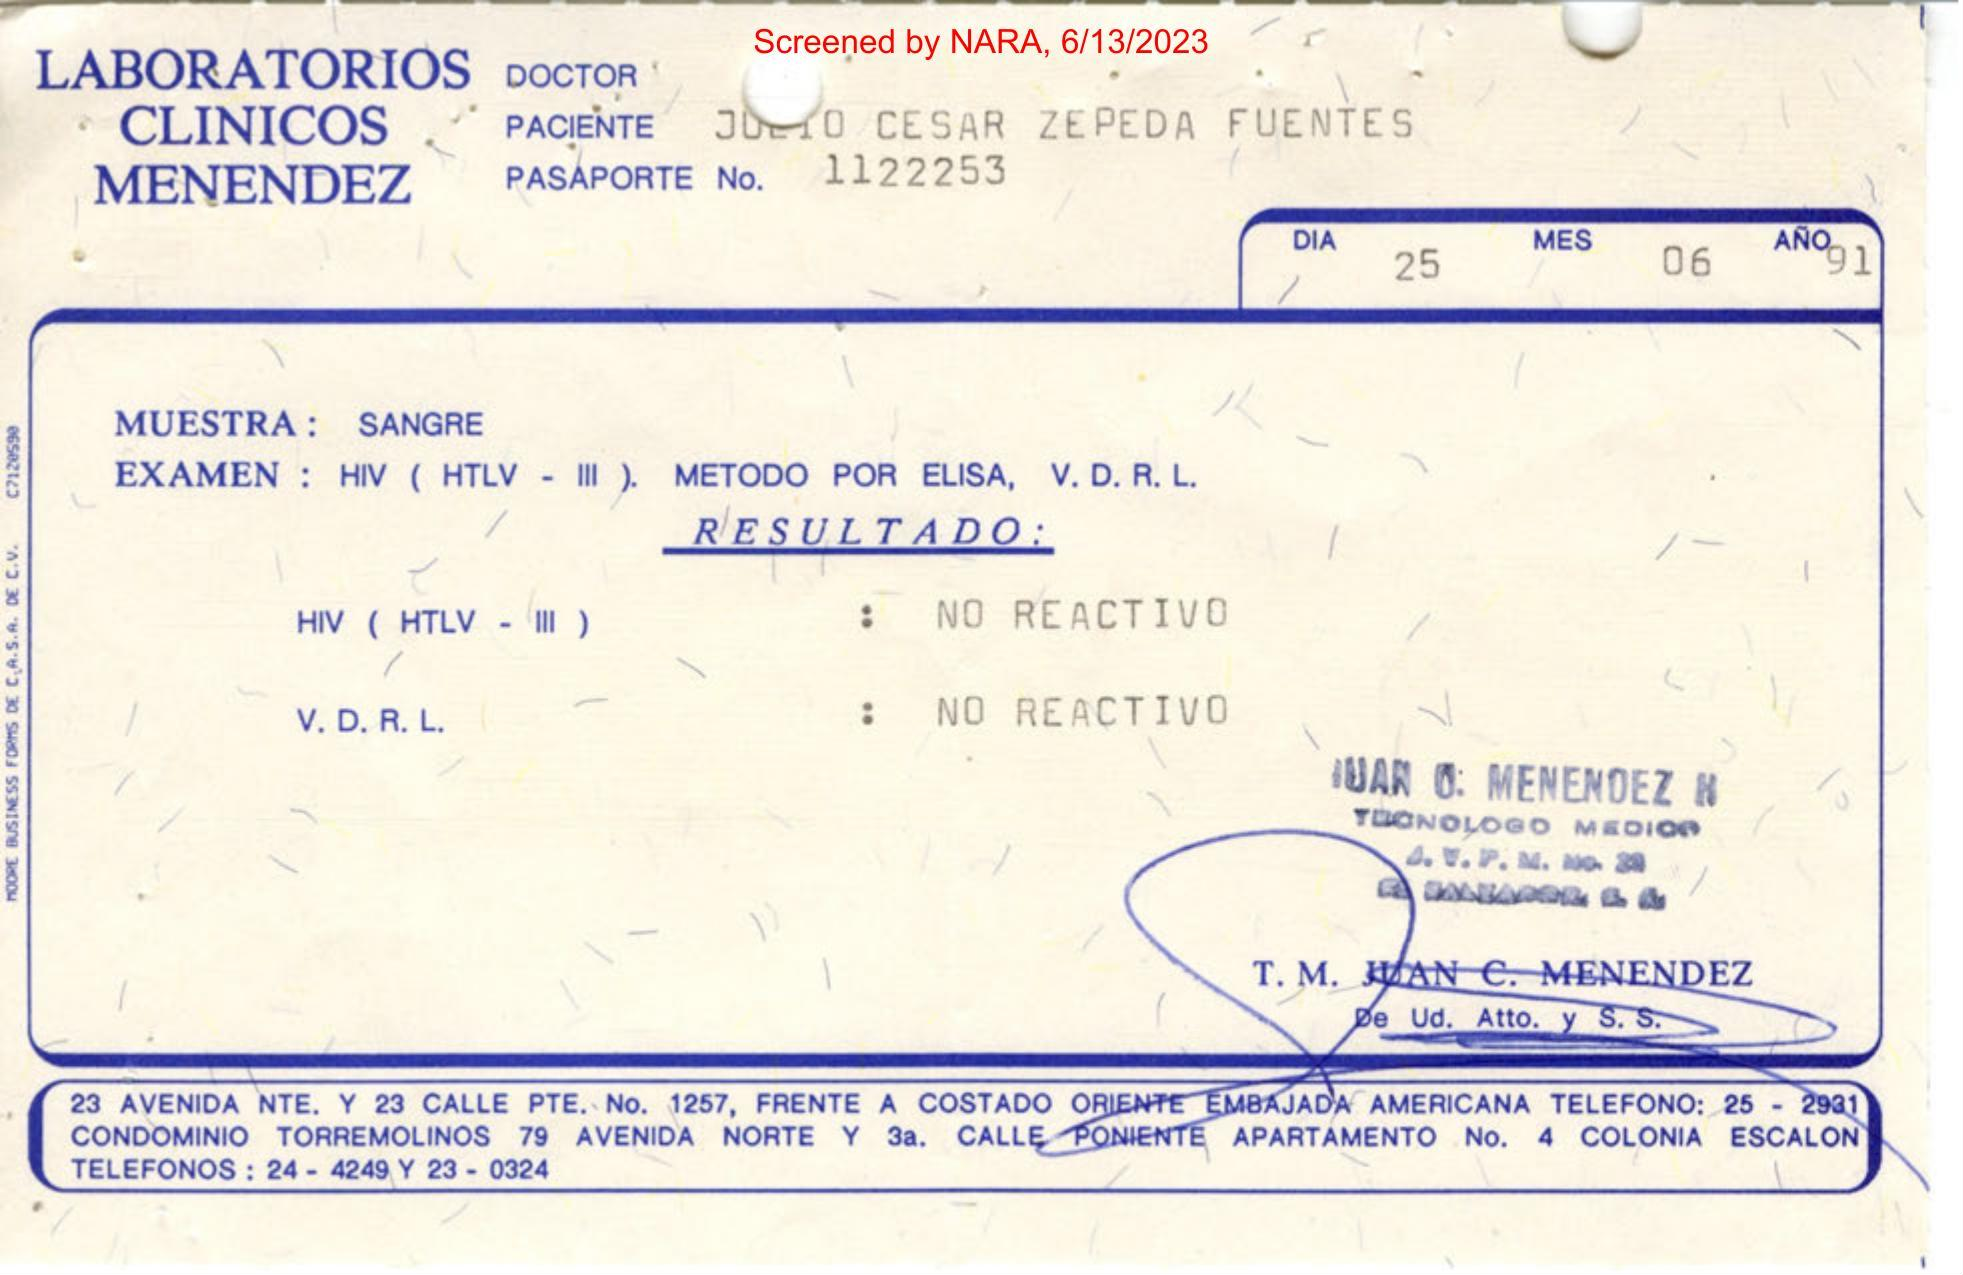 Screened by NARA, 6/13/2023
LABORATORIOS
CLINICOS
MENENDEZ
DOCTOR
PACIENTE JULIO CESAR ZEPEDA FUENTES
PASAPORTE No. 1122253
DIA 25 MES 06 AÑO 91
MUESTRA : SANGRE
EXAMEN : HIV ( HTLV - III ). METODO POR ELISA, V. D. R. L.
RESULTADO:
HIV ( HTLV - III ) : NO REACTIVO
V. D. R. L. : NO REACTIVO
JUAN C. MENENDEZ H
TECNOLOGO MEDICO
J. V. P. M. No.
EL SALVADOR, C. A.
T. M. JUAN C. MENENDEZ
De Ud. Atto. y S. S.
23 AVENIDA NTE. Y 23 CALLE PTE. No. 1257, FRENTE A COSTADO ORIENTE EMBAJADA AMERICANA TELEFONO: 25 - 2931
CONDOMINIO TORREMOLINOS 79 AVENIDA NORTE Y 3a. CALLE PONIENTE APARTAMENTO No. 4 COLONIA ESCALON
TELEFONOS : 24 - 4249 Y 23 - 0324
MOORE BUSINESS FORMS DE C.A.S.A. DE C.V. C7120590